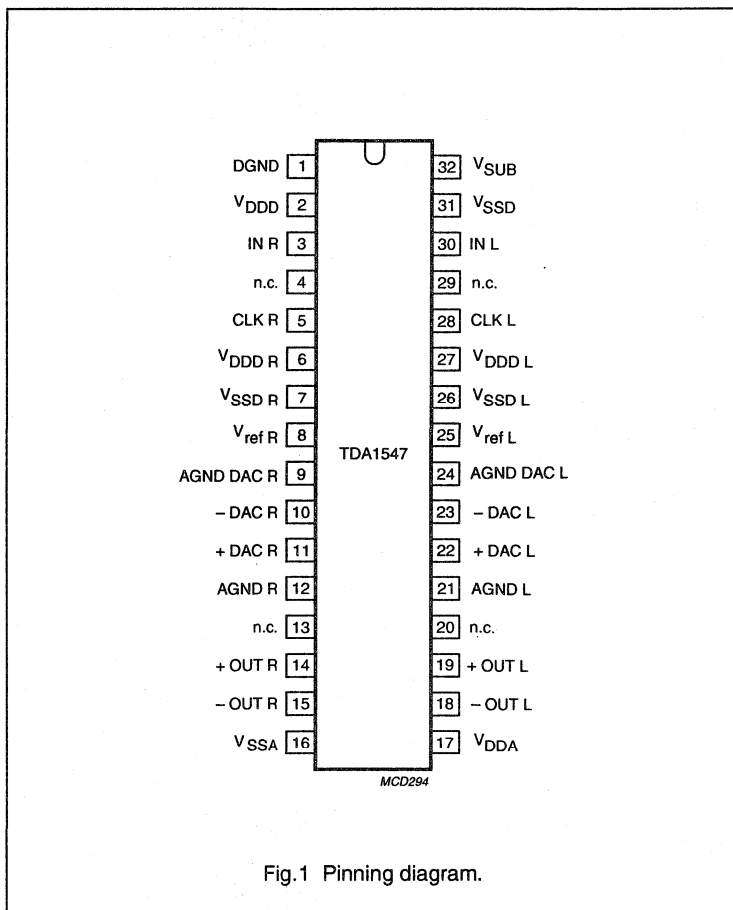 DGND 1
VDDD 2
IN R 3
n.c. 4
CLK R 5
VDDD R 6
VSSD R 7
Vref R 8
AGND DAC R 9
– DAC R 10
+ DAC R 11
AGND R 12
n.c. 13
+ OUT R 14
– OUT R 15
VSSA 16
TDA1547
32 VSUB
31 VSSD
30 IN L
29 n.c.
28 CLK L
27 VDDD L
26 VSSD L
25 Vref L
24 AGND DAC L
23 – DAC L
22 + DAC L
21 AGND L
20 n.c.
19 + OUT L
18 – OUT L
17 VDDA
MCD294
Fig.1 Pinning diagram.